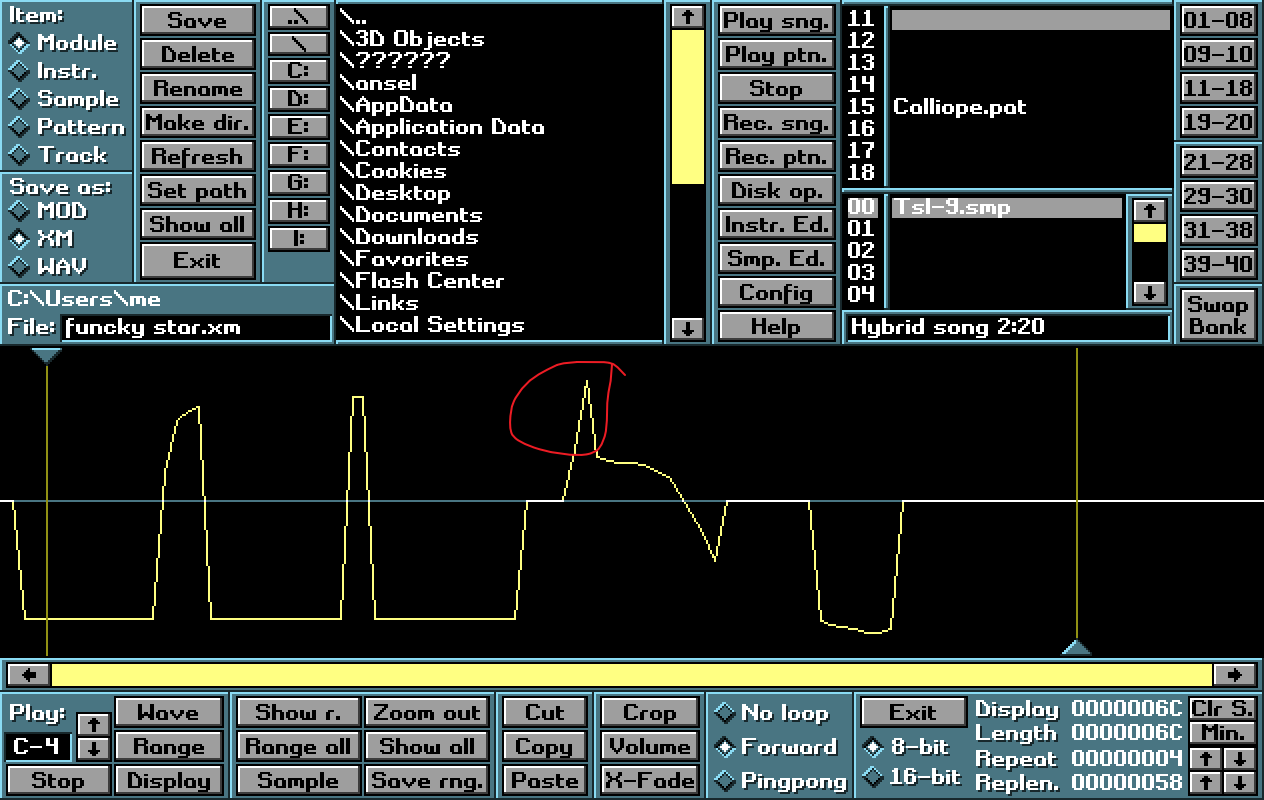 Item:
Module
Instr.
Sample
Pattern
Track
Save as:
MOD
XM
WAV
Save
Delete
Rename
Make dir.
Refresh
Set path
Show all
Exit
..\
\
C:
D:
E:
F:
G:
H:
I:
C:\Users\me
File: funcky star.xm
\..
\3D Objects
\??????
\ansel
\AppData
\Application Data
\Contacts
\Cookies
\Desktop
\Documents
\Downloads
\Favorites
\Flash Center
\Links
\Local Settings
Play sng.
Play ptn.
Stop
Rec. sng.
Rec. ptn.
Disk op.
Instr. Ed.
Smp. Ed.
Config
Help
11
12
13
14
15 Calliope.pat
16
17
18
00 Tsl-9.smp
01
02
03
04
Hybrid song 2:20
01-08
09-10
11-18
19-20
21-28
29-30
31-38
39-40
Swap
Bank
Play:
C-4
Stop
Wave
Range
Display
Show r.
Zoom out
Range all
Show all
Sample
Save rng.
Cut
Copy
Paste
Crop
Volume
X-Fade
No loop
Forward
Pingpong
Exit
8-bit
16-bit
Display 0000006C
Length 0000006C
Repeat 00000004
Replen. 00000058
Clr S.
Min.